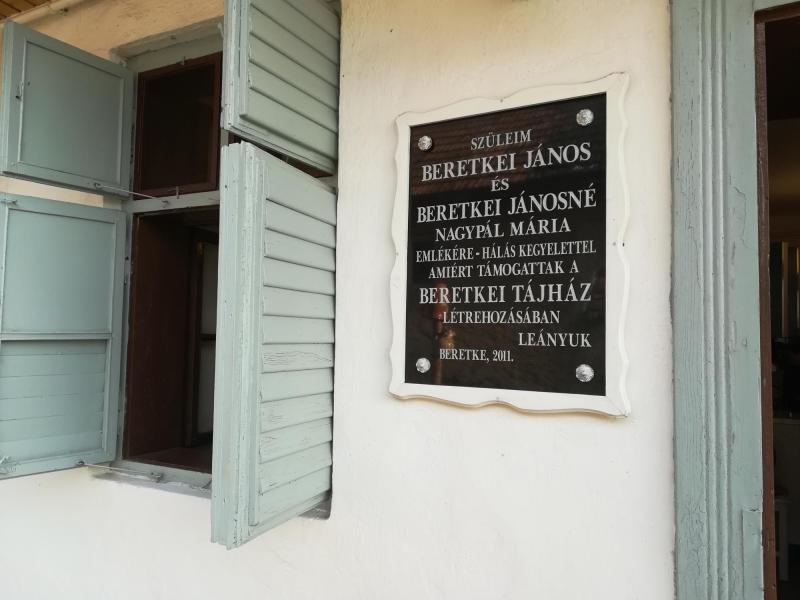 SZÜLEIM
BERETKEI JÁNOS
ÉS
BERETKEI JÁNOSNÉ
NAGYPÁL MÁRIA
EMLÉKÉRE - HÁLÁS KEGYELETTEL
AMIÉRT TÁMOGATTAK A
BERETKEI TÁJHÁZ
LÉTREHOZÁSÁBAN
LEÁNYUK
BERETKE, 2011.